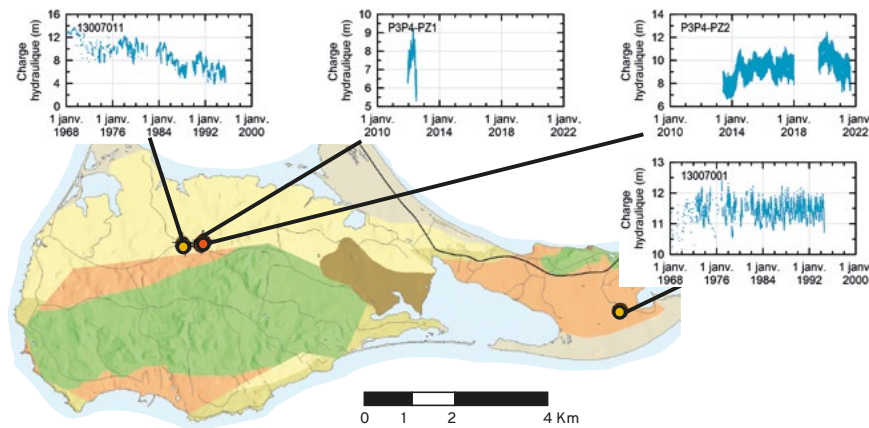 13007011
Charge
hydraulique (m)
16
12
8
4
0
1 janv.
1968
1 janv.
1976
1 janv.
1984
1 janv.
1992
1 janv.
2000
P3P4-PZ1
Charge
hydraulique (m)
10
9
8
7
6
5
1 janv.
2010
1 janv.
2014
1 janv.
2018
1 janv.
2022
P3P4-PZ2
Charge
hydraulique (m)
14
12
10
8
6
1 janv.
2010
1 janv.
2014
1 janv.
2018
1 janv.
2022
13007001
Charge
hydraulique (m)
13
12
11
10
1 janv.
1968
1 janv.
1976
1 janv.
1984
1 janv.
1992
1 janv.
2000
0 1 2 4 Km